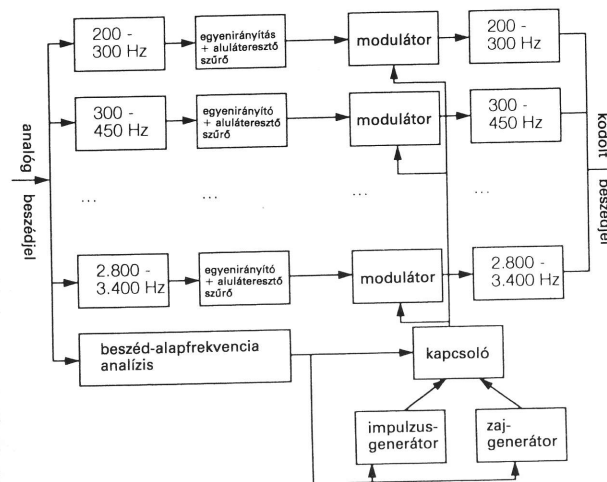 200 -
300 Hz
egyenirányítás
+ aluláteresztő
szűrő
modulátor
200 -
300 Hz
300 -
450 Hz
egyenirányító
+ aluláteresztő
szűrő
modulátor
300 -
450 Hz
analóg beszédjel
kódolt beszédjel
... ... ... ...
2.800 -
3.400 Hz
egyenirányító
+ aluláteresztő
szűrő
modulátor
2.800 -
3.400 Hz
beszéd-alapfrekvencia
analízis
kapcsoló
impulzus-
generátor
zaj-
generátor